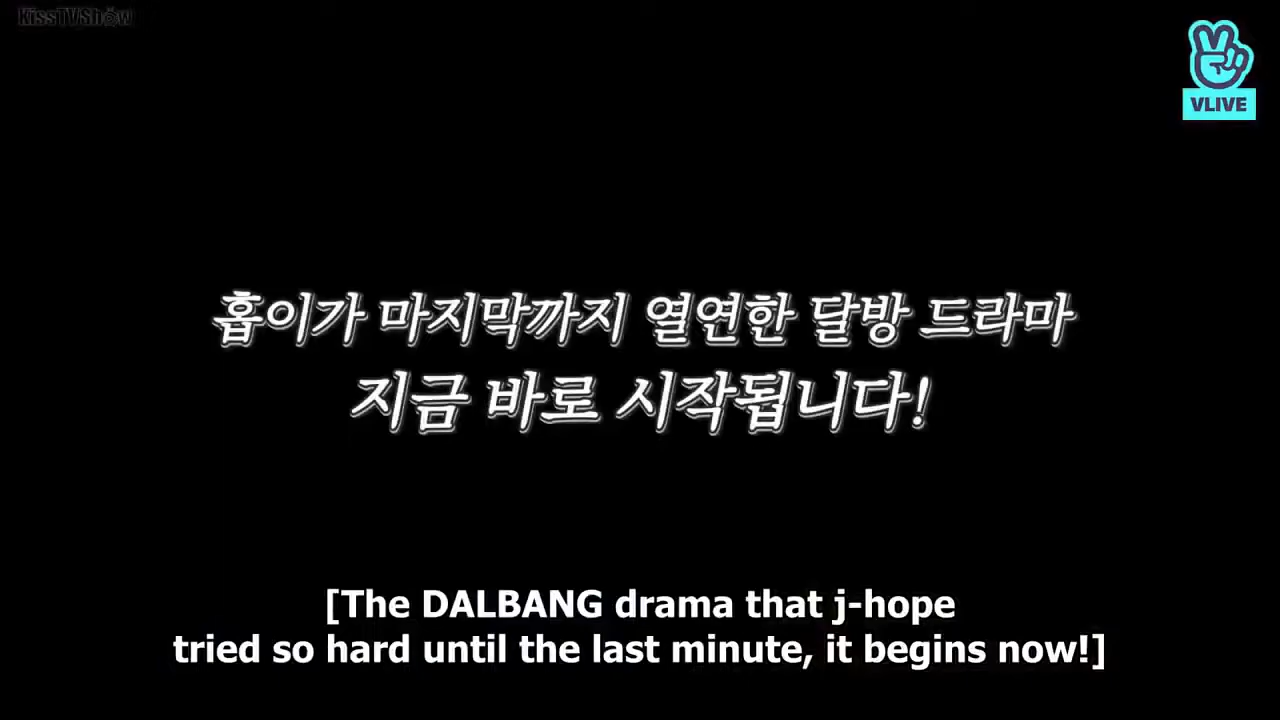 KissTVShow
VLIVE
홉이가 마지막까지 열연한 달방 드라마
지금 바로 시작됩니다!
[The DALBANG drama that j-hope
tried so hard until the last minute, it begins now!]